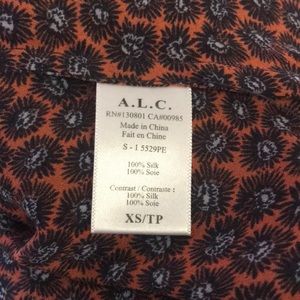 A.L.C.
RN#130801 CA#00985
Made in China
Fait en Chine
S - 1 5529PE
100% Silk
100% Soie
Contrast / Contraste :
100% Silk
100% Soie
XS/TP